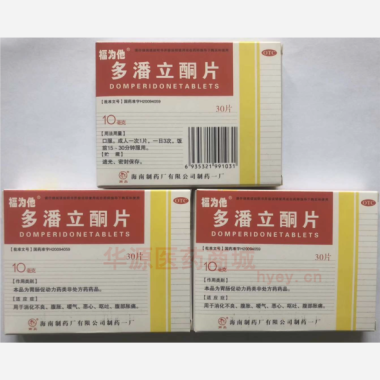 福为他
OTC
多潘立酮片
DOMPERIDONETABLETS
30片
10毫克
【用法用量】
口服。成人一次1片，一日3次，饭
前15-30分钟服用。
【贮藏】
遮光，密封保存。
6935321991031
海南制药厂有限公司制药一厂
福为他
OTC
多潘立酮片
DOMPERIDONETABLETS
30片
10毫克
【作用类别】
本品为胃肠促动力药类非处方药药品。
【适应症】
用于消化不良、腹胀、嗳气、恶心、呕吐、腹部胀痛。
海南制药厂有限公司制药一厂
福为他
OTC
多潘立酮片
DOMPERIDONETABLETS
30片
10毫克
【作用类别】
本品为胃肠促动力药类非处方药药品。
【适应症】
用于消化不良、腹胀、嗳气、恶心、呕吐、腹部胀痛。
海南制药厂有限公司制药一厂
华源医药商城
hyey.cn